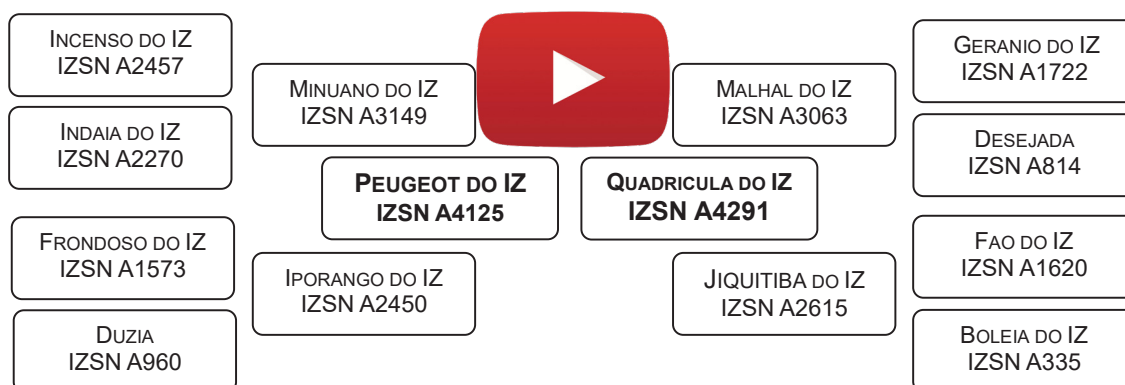 INCENSO DO IZ
IZSN A2457
INDAIA DO IZ
IZSN A2270
FRONDOSO DO IZ
IZSN A1573
DUZIA
IZSN A960
MINUANO DO IZ
IZSN A3149
IPORANGO DO IZ
IZSN A2450
PEUGEOT DO IZ
IZSN A4125
QUADRICULA DO IZ
IZSN A4291
MALHAL DO IZ
IZSN A3063
JIQUITIBA DO IZ
IZSN A2615
GERANIO DO IZ
IZSN A1722
DESEJADA
IZSN A814
FAO DO IZ
IZSN A1620
BOLEIA DO IZ
IZSN A335